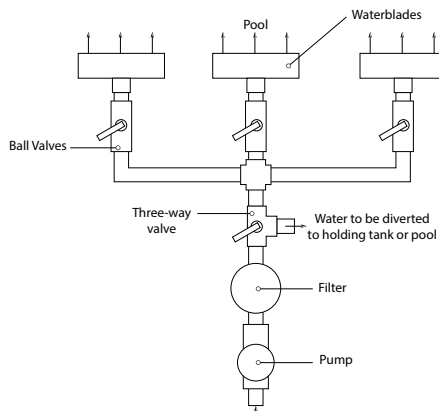 Waterblades
Pool
Ball Valves
Three-way
valve
Water to be diverted
to holding tank or pool
Filter
Pump